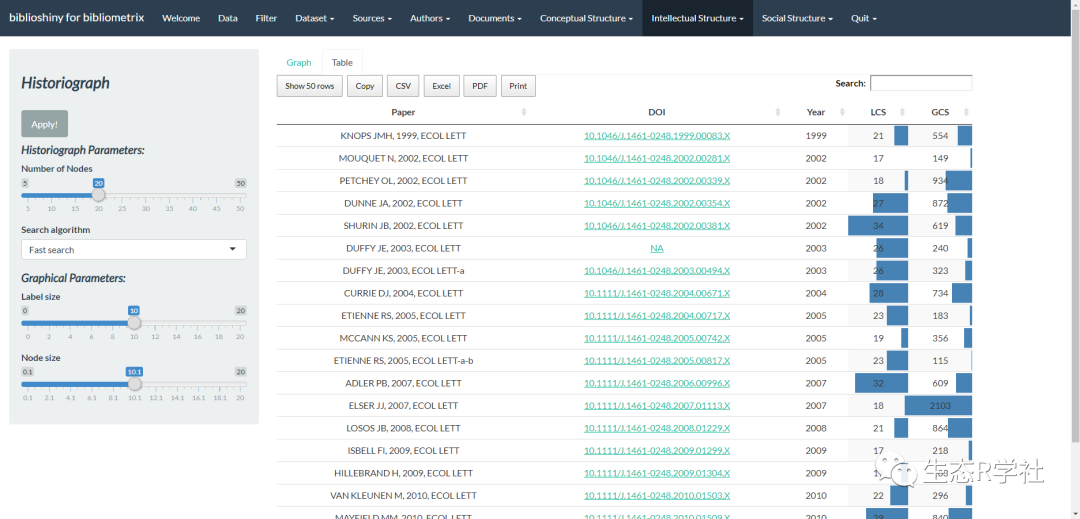 biblioshiny for bibliometrix Welcome Data Filter Dataset Sources Authors Documents Conceptual Structure Intellectual Structure Social Structure Quit
Historiograph
Apply!
Historiograph Parameters:
Number of Nodes
5 20 50
5 10 15 20 25 30 35 40 45 50
Search algorithm
Fast search
Graphical Parameters:
Label size
0 10 20
0 2 4 6 8 10 12 14 16 18 20
Node size
0.1 10.1 20
0.1 2.1 4.1 6.1 8.1 10.1 12.1 14.1 16.1 18.1 20
Graph Table
Show 50 rows Copy CSV Excel PDF Print Search:
Paper DOI Year LCS GCS
KNOPS JMH, 1999, ECOL LETT 10.1046/J.1461-0248.1999.00083.X 1999 21 554
MOUQUET N, 2002, ECOL LETT 10.1046/J.1461-0248.2002.00281.X 2002 17 149
PETCHEY OL, 2002, ECOL LETT 10.1046/J.1461-0248.2002.00339.X 2002 18 934
DUNNE JA, 2002, ECOL LETT 10.1046/J.1461-0248.2002.00354.X 2002 27 872
SHURIN JB, 2002, ECOL LETT 10.1046/J.1461-0248.2002.00381.X 2002 34 619
DUFFY JE, 2003, ECOL LETT NA 2003 26 240
DUFFY JE, 2003, ECOL LETT-a 10.1046/J.1461-0248.2003.00494.X 2003 26 323
CURRIE DJ, 2004, ECOL LETT 10.1111/J.1461-0248.2004.00671.X 2004 28 734
ETIENNE RS, 2005, ECOL LETT 10.1111/J.1461-0248.2004.00717.X 2005 23 183
MCCANN KS, 2005, ECOL LETT 10.1111/J.1461-0248.2005.00742.X 2005 19 356
ETIENNE RS, 2005, ECOL LETT-a-b 10.1111/J.1461-0248.2005.00817.X 2005 23 115
ADLER PB, 2007, ECOL LETT 10.1111/J.1461-0248.2006.00996.X 2007 32 609
ELSER JJ, 2007, ECOL LETT 10.1111/J.1461-0248.2007.01113.X 2007 18 2103
LOSOS JB, 2008, ECOL LETT 10.1111/J.1461-0248.2008.01229.X 2008 21 864
ISBELL FI, 2009, ECOL LETT 10.1111/J.1461-0248.2009.01299.X 2009 17 218
HILLEBRAND H, 2009, ECOL LETT 10.1111/J.1461-0248.2009.01304.X 2009
生态R学社
VAN KLEUNEN M, 2010, ECOL LETT 10.1111/J.1461-0248.2010.01503.X 2010 22 296
MAYFIELD MM, 2010, ECOL LETT 10.1111/J.1461-0248.2010.01509.X 2010 29 840